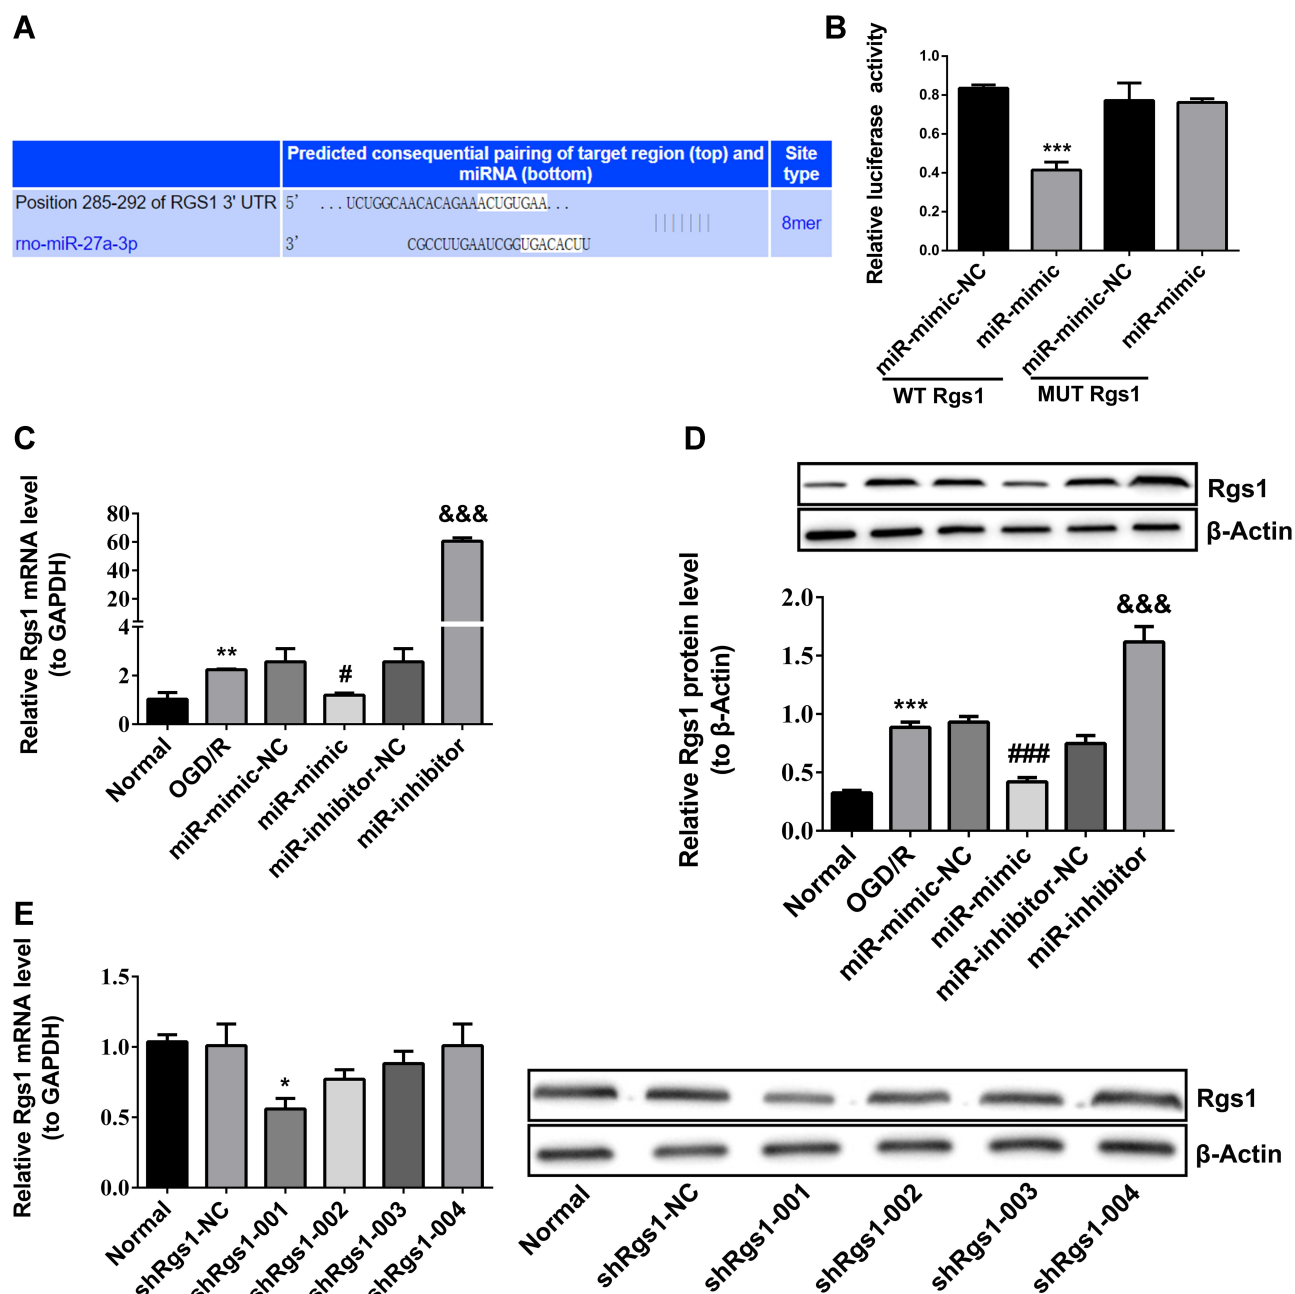 A
Predicted consequential pairing of target region (top) and
miRNA (bottom)
Site
type
Position 285-292 of RGS1 3' UTR
5' ...UCUGGCAACACAGAAACUGUGAA...
rno-miR-27a-3p
3' CGCCUUGAAUCGGUGACACUU
8mer
B
Relative luciferase activity
1.0
0.8
0.6
0.4
0.2
0.0
***
miR-mimic-NC
miR-mimic
miR-mimic-NC
miR-mimic
WT Rgs1
MUT Rgs1
C
Relative Rgs1 mRNA level
(to GAPDH)
80
60
40
20
4
2
0
**
#
&&&
Normal
OGD/R
miR-mimic-NC
miR-mimic
miR-inhibitor-NC
miR-inhibitor
D
Rgs1
β-Actin
Relative Rgs1 protein level
(to β-Actin)
2.0
1.5
1.0
0.5
0.0
***
###
&&&
Normal
OGD/R
miR-mimic-NC
miR-mimic
miR-inhibitor-NC
miR-inhibitor
E
Relative Rgs1 mRNA level
(to GAPDH)
1.5
1.0
0.5
0.0
*
Normal
shRgs1-NC
shRgs1-001
shRgs1-002
shRgs1-003
shRgs1-004
Rgs1
β-Actin
Normal
shRgs1-NC
shRgs1-001
shRgs1-002
shRgs1-003
shRgs1-004